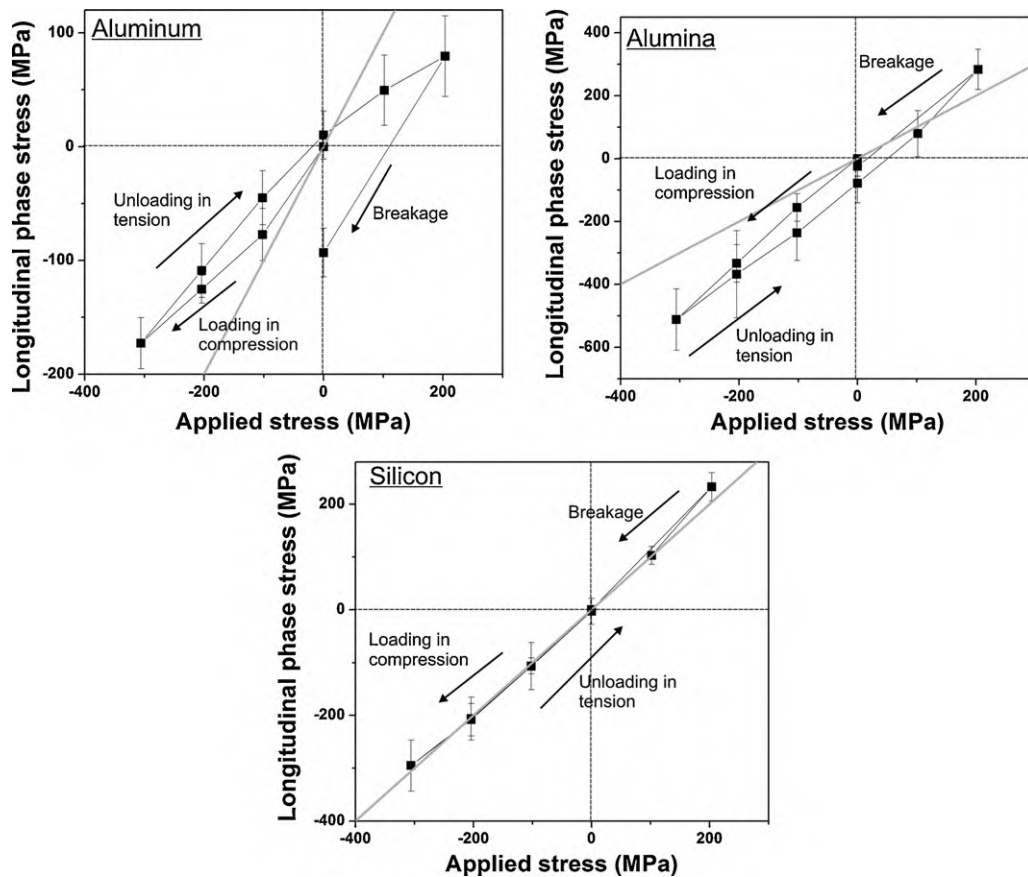 Aluminum
Longitudinal phase stress (MPa)
100
0
-100
-200
Unloading in
tension
Breakage
Loading in
compression
-400
-200
0
200
Applied stress (MPa)
Alumina
Longitudinal phase stress (MPa)
400
200
0
-200
-400
-600
Breakage
Loading in
compression
Unloading in
tension
-400
-200
0
200
Applied stress (MPa)
Silicon
Longitudinal phase stress (MPa)
200
0
-200
-400
Breakage
Loading in
compression
Unloading in
tension
-400
-200
0
200
Applied stress (MPa)